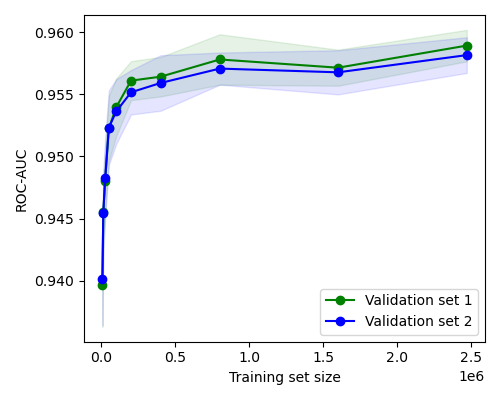 0.960
0.955
0.950
0.945
0.940
ROC-AUC
0.0
0.5
1.0
1.5
2.0
2.5
1e6
Training set size
Validation set 1
Validation set 2